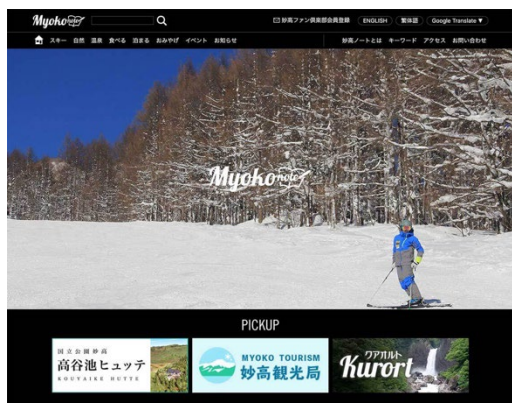 Myoko note
妙高ファン倶楽部会員登録 ENGLISH 繁体語 Google Translate ▼
スキー 自然 温泉 食べる 泊まる おみやげ イベント お知らせ
妙高ノートとは キーワード アクセス お問い合わせ
Myoko note
PICKUP
国立公園妙高
高谷池ヒュッテ
KOUYAIKE HUTTE
MYOKO TOURISM
妙高観光局
クアオルト
Kurort